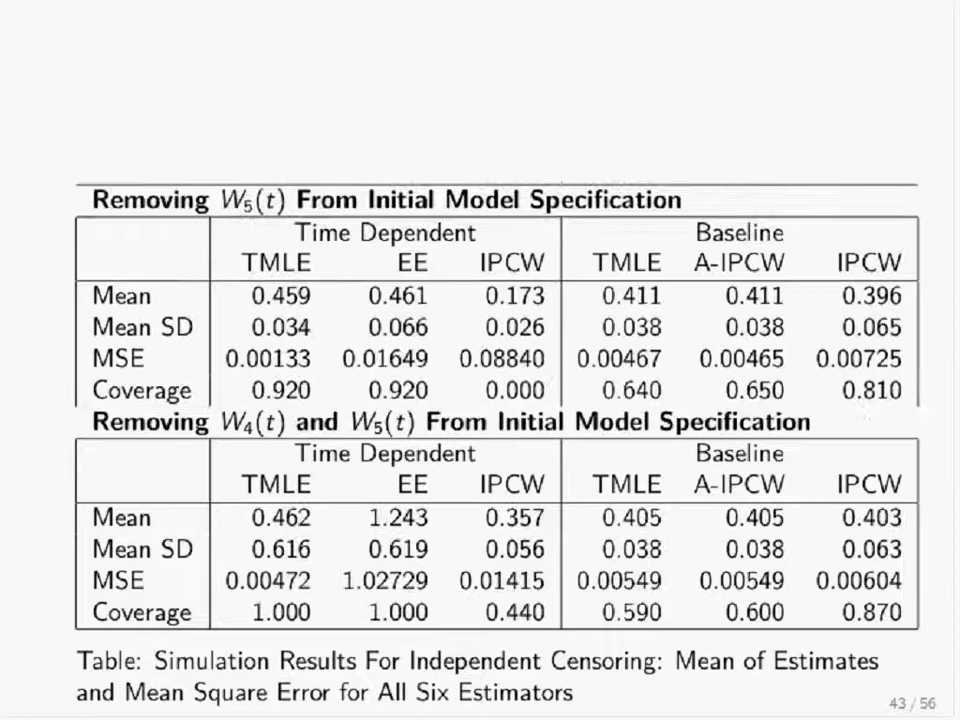 Removing W₅(t) From Initial Model Specification
Time Dependent Baseline
TMLE EE IPCW TMLE A-IPCW IPCW
Mean 0.459 0.461 0.173 0.411 0.411 0.396
Mean SD 0.034 0.066 0.026 0.038 0.038 0.065
MSE 0.00133 0.01649 0.08840 0.00467 0.00465 0.00725
Coverage 0.920 0.920 0.000 0.640 0.650 0.810
Removing W₄(t) and W₅(t) From Initial Model Specification
Time Dependent Baseline
TMLE EE IPCW TMLE A-IPCW IPCW
Mean 0.462 1.243 0.357 0.405 0.405 0.403
Mean SD 0.616 0.619 0.056 0.038 0.038 0.063
MSE 0.00472 1.02729 0.01415 0.00549 0.00549 0.00604
Coverage 1.000 1.000 0.440 0.590 0.600 0.870
Table: Simulation Results For Independent Censoring: Mean of Estimates
and Mean Square Error for All Six Estimators
43 / 56